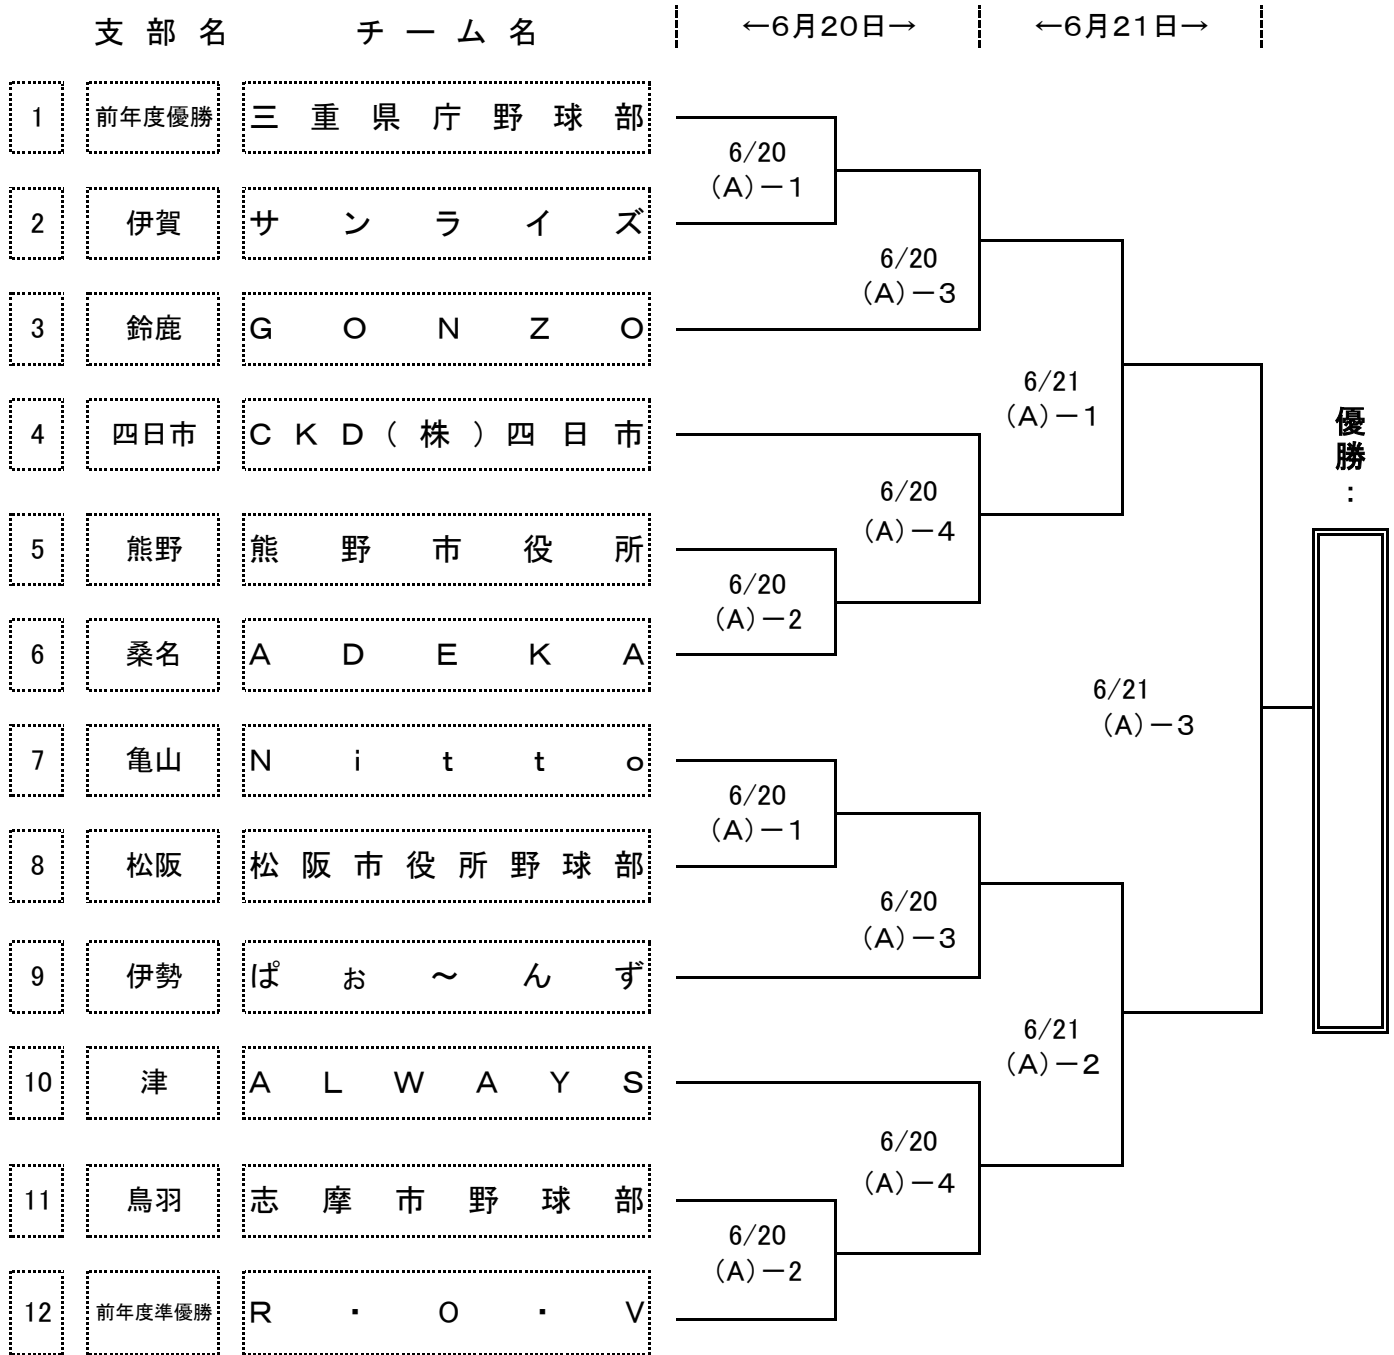 支部名 チーム名 ←6月20日→ ←6月21日→
1 前年度優勝 三重県庁野球部
6/20
(A)－1
2 伊賀 サンライズ
6/20
(A)－3
3 鈴鹿 GONZO
6/21
(A)－1
4 四日市 CKD(株)四日市
優勝：
6/20
(A)－4
5 熊野 熊野市役所
6/20
(A)－2
6 桑名 ADEKA
6/21
(A)－3
7 亀山 Nitto
6/20
(A)－1
8 松阪 松阪市役所野球部
6/20
(A)－3
9 伊勢 ぱぉ～んず
6/21
(A)－2
10 津 ALWAYS
6/20
(A)－4
11 鳥羽 志摩市野球部
6/20
(A)－2
12 前年度準優勝 R・O・V